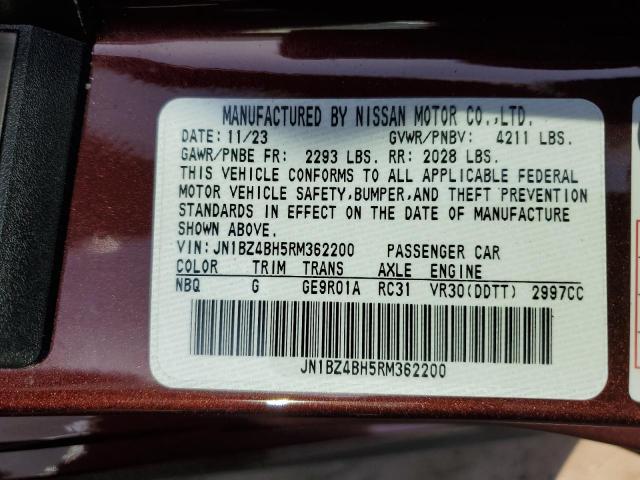 MANUFACTURED BY NISSAN MOTOR CO.,LTD.
DATE: 11/23 GVWR/PNBV: 4211 LBS.
GAWR/PNBE FR: 2293 LBS. RR: 2028 LBS.
THIS VEHICLE CONFORMS TO ALL APPLICABLE FEDERAL
MOTOR VEHICLE SAFETY,BUMPER,AND THEFT PREVENTION
STANDARDS IN EFFECT ON THE DATE OF MANUFACTURE
SHOWN ABOVE.
VIN:JN1BZ4BH5RM362200 PASSENGER CAR
COLOR TRIM TRANS AXLE ENGINE
NBQ G GE9R01A RC31 VR30(DDTT) 2997CC
JN1BZ4BH5RM362200